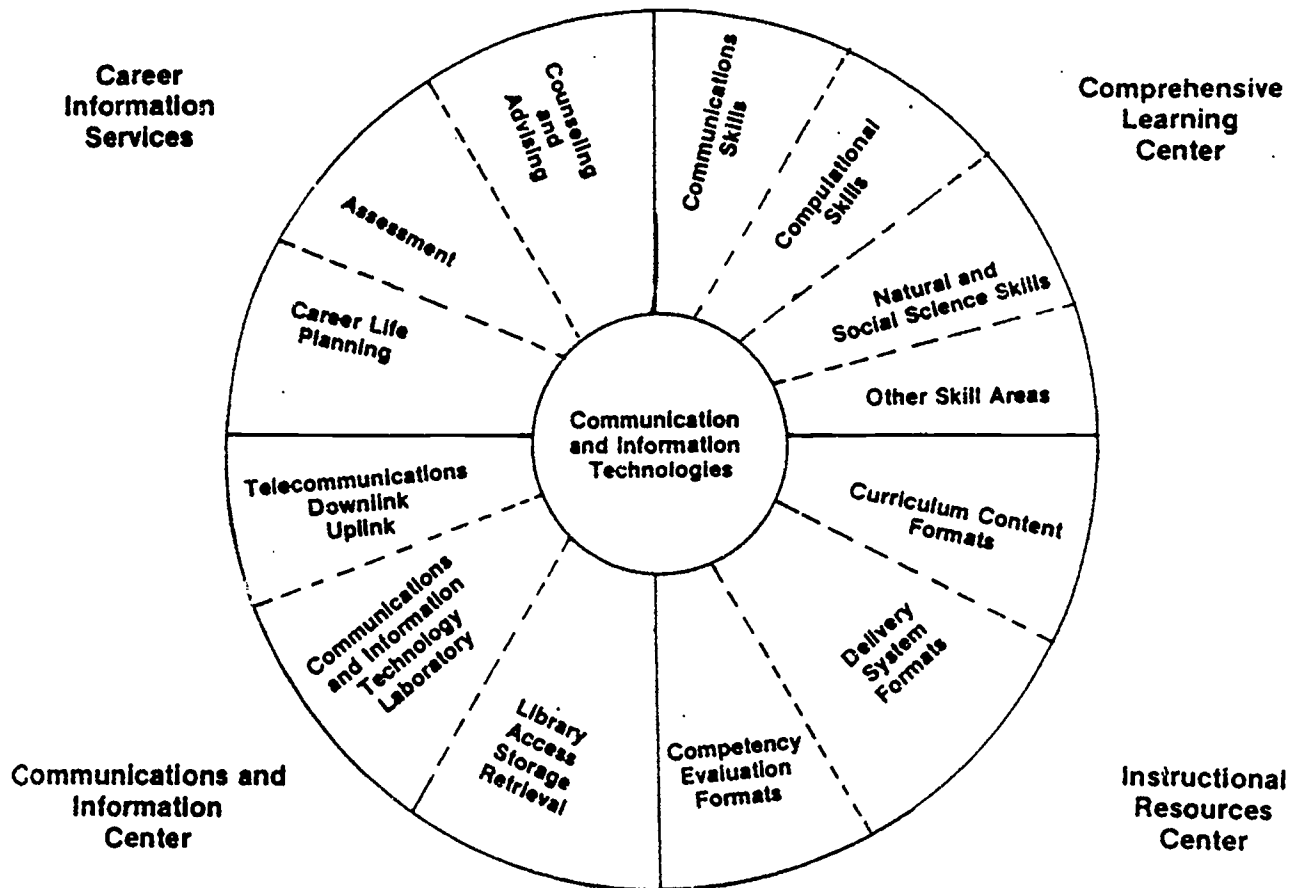 Career
Information
Services
Comprehensive
Learning
Center
Counseling
and
Advising
Communications
Skills
Computational
Skills
Assessment
Natural and
Social Science Skills
Career Life
Planning
Other Skill Areas
Communication
and Information
Technologies
Telecommunications
Downlink
Uplink
Curriculum Content
Formats
Communications
and Information
Technology
Laboratory
Delivery
System
Formats
Library
Access
Storage
Retrieval
Competency
Evaluation
Formats
Communications and
Information
Center
Instructional
Resources
Center